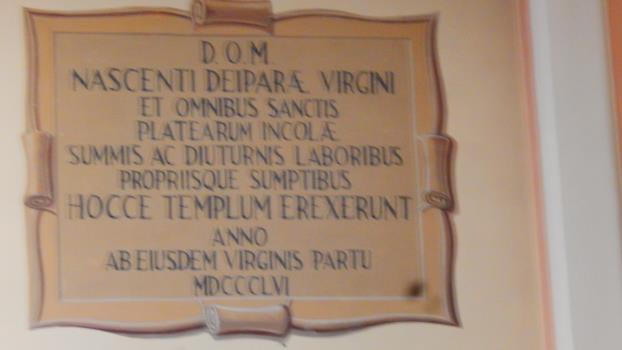 D.O.M
NASCENTI DEIPARÆ VIRGINI
ET OMNIBUS SANCTIS
PLATEARUM INCOLÆ
SUMMIS AC DIUTURNIS LABORIBUS
PROPRIISQUE SUMPTIBUS
HOCCE TEMPLUM EREXERUNT
ANNO
AB EIUSDEM VIRGINIS PARTU
MDCCCLVI